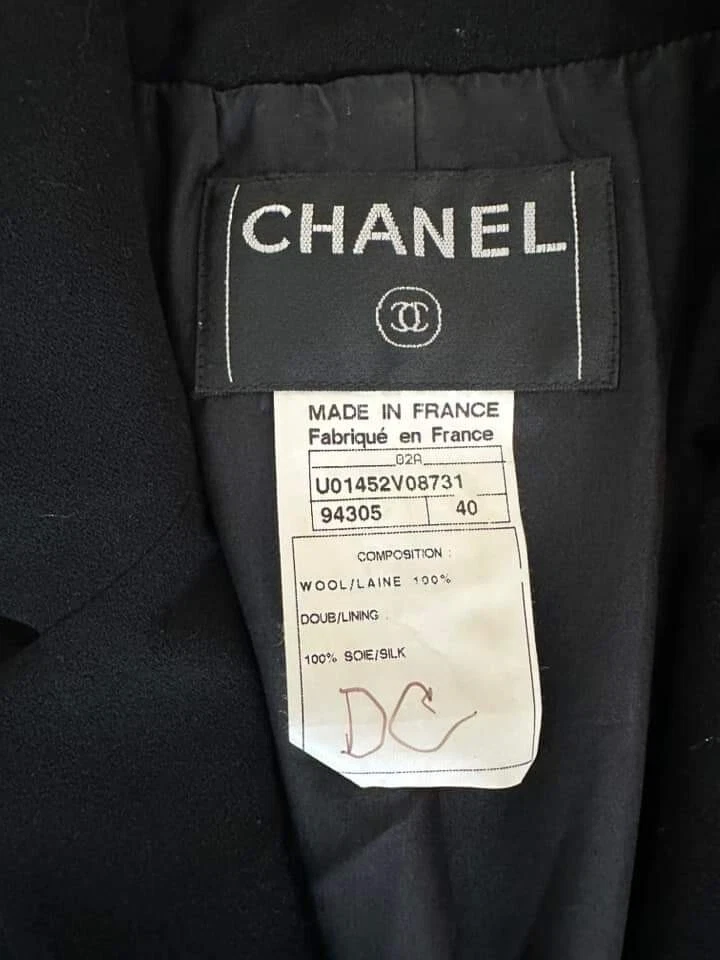 CHANEL
MADE IN FRANCE
Fabriqué en France
02A
U01452V08731
94305 40
COMPOSITION :
WOOL/LAINE 100%
DOUB/LINING
100% SOIE/SILK
DC